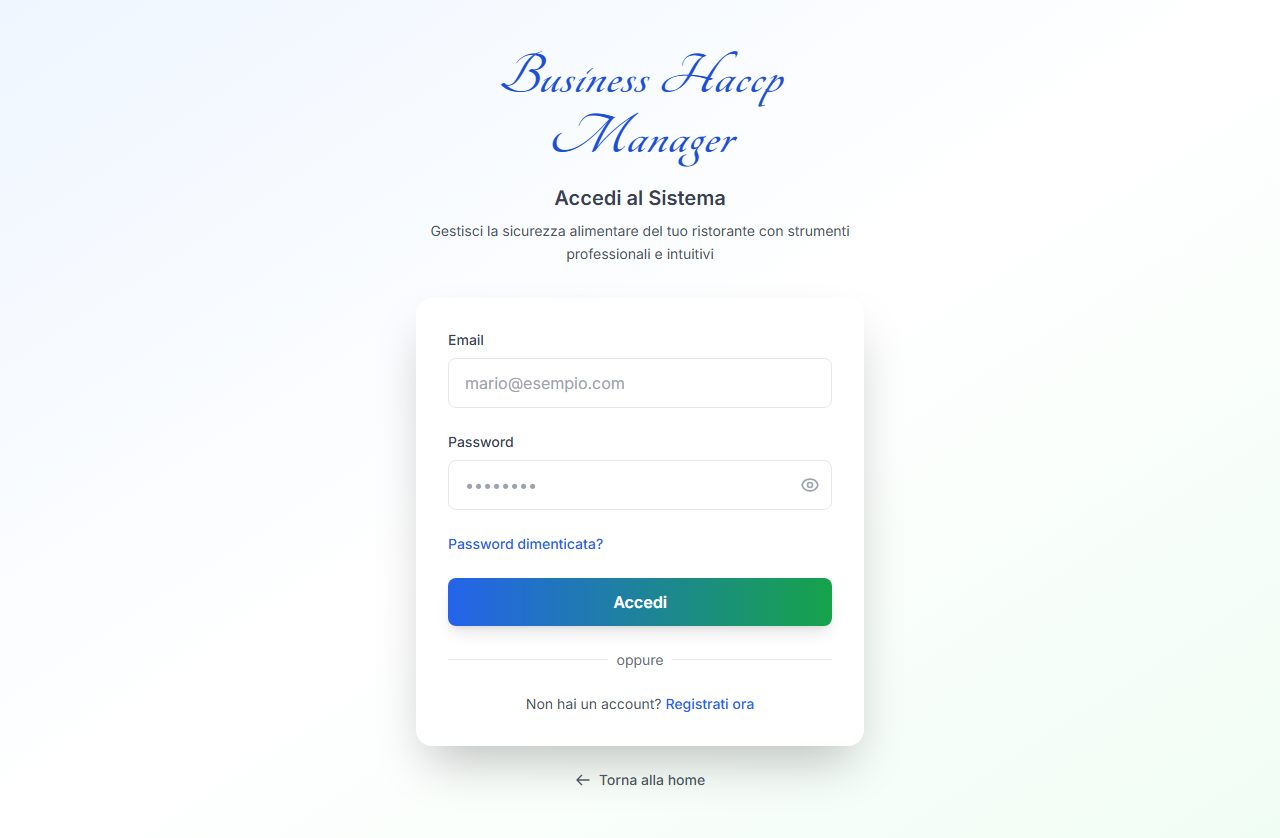 Business Haccp
Manager
Accedi al Sistema
Gestisci la sicurezza alimentare del tuo ristorante con strumenti
professionali e intuitivi
Email
mario@esempio.com
Password
••••••••
Password dimenticata?
Accedi
oppure
Non hai un account? Registrati ora
← Torna alla home